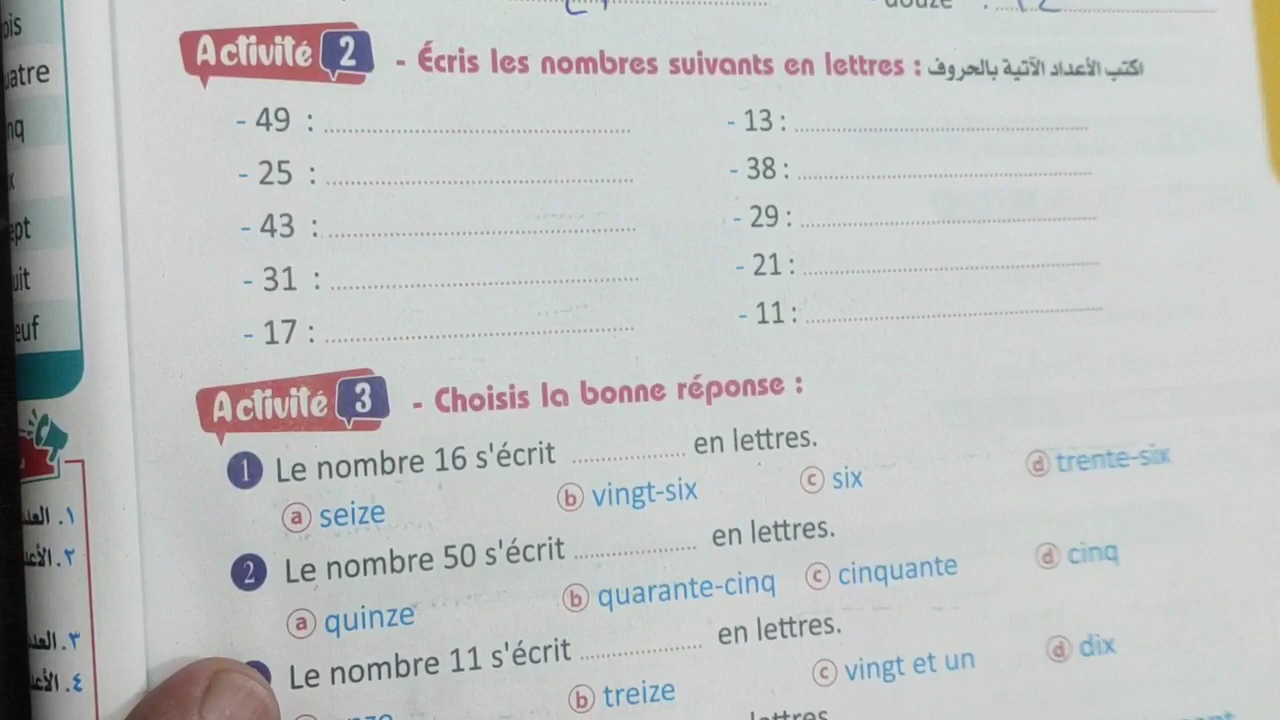 douze :
Activité 2 - Écris les nombres suivants en lettres : اكتب الأعداد الآتية بالحروف
- 49 :
- 13 :
- 25 :
- 38 :
- 43 :
- 29 :
- 31 :
- 21 :
- 17 :
- 11 :
Activité 3 - Choisis la bonne réponse :
1 Le nombre 16 s'écrit .................... en lettres.
a seize b vingt-six c six d trente-six
2 Le nombre 50 s'écrit .................... en lettres.
a quinze b quarante-cinq c cinquante d cinq
Le nombre 11 s'écrit .................... en lettres.
b treize c vingt et un d dix
lettres